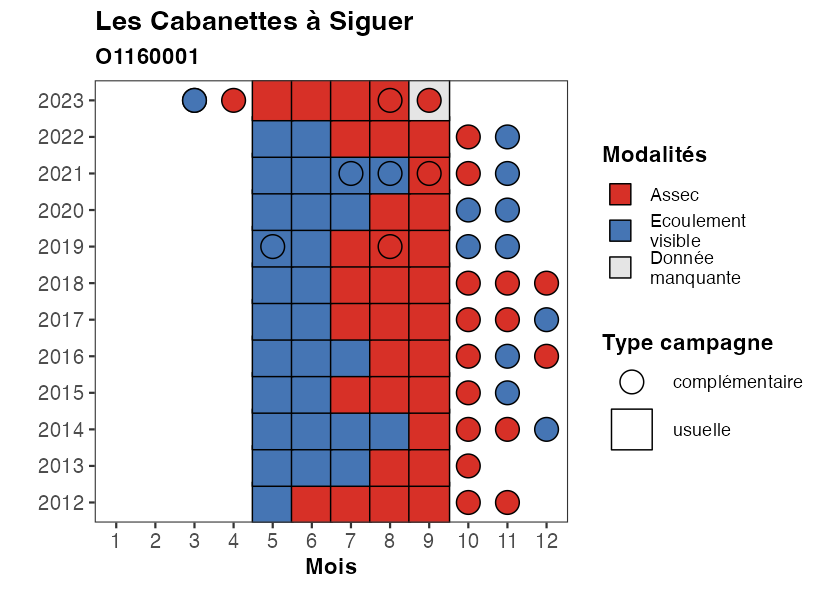 Les Cabanettes à Siguer
O1160001
2023
2022
2021
2020
2019
2018
2017
2016
2015
2014
2013
2012
1 2 3 4 5 6 7 8 9 10 11 12
Mois
Modalités
Assec
Ecoulement
visible
Donnée
manquante
Type campagne
complémentaire
usuelle